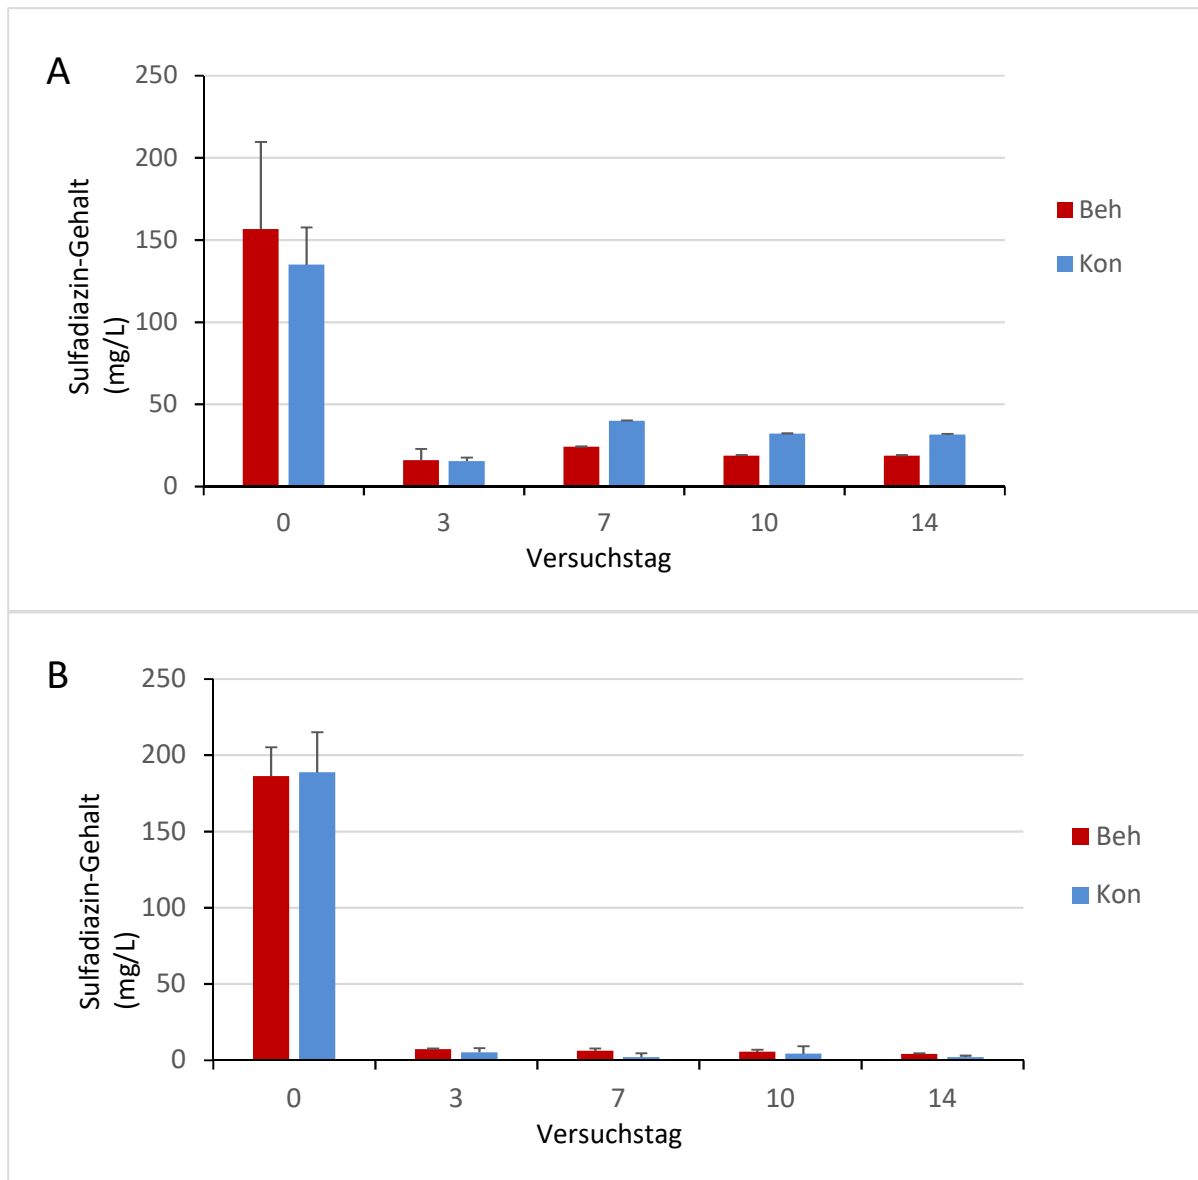 A
250
200
150
100
50
0
Sulfadiazin-Gehalt
(mg/L)
0 3 7 10 14
Versuchstag
Beh
Kon
B
250
200
150
100
50
0
Sulfadiazin-Gehalt
(mg/L)
0 3 7 10 14
Versuchstag
Beh
Kon